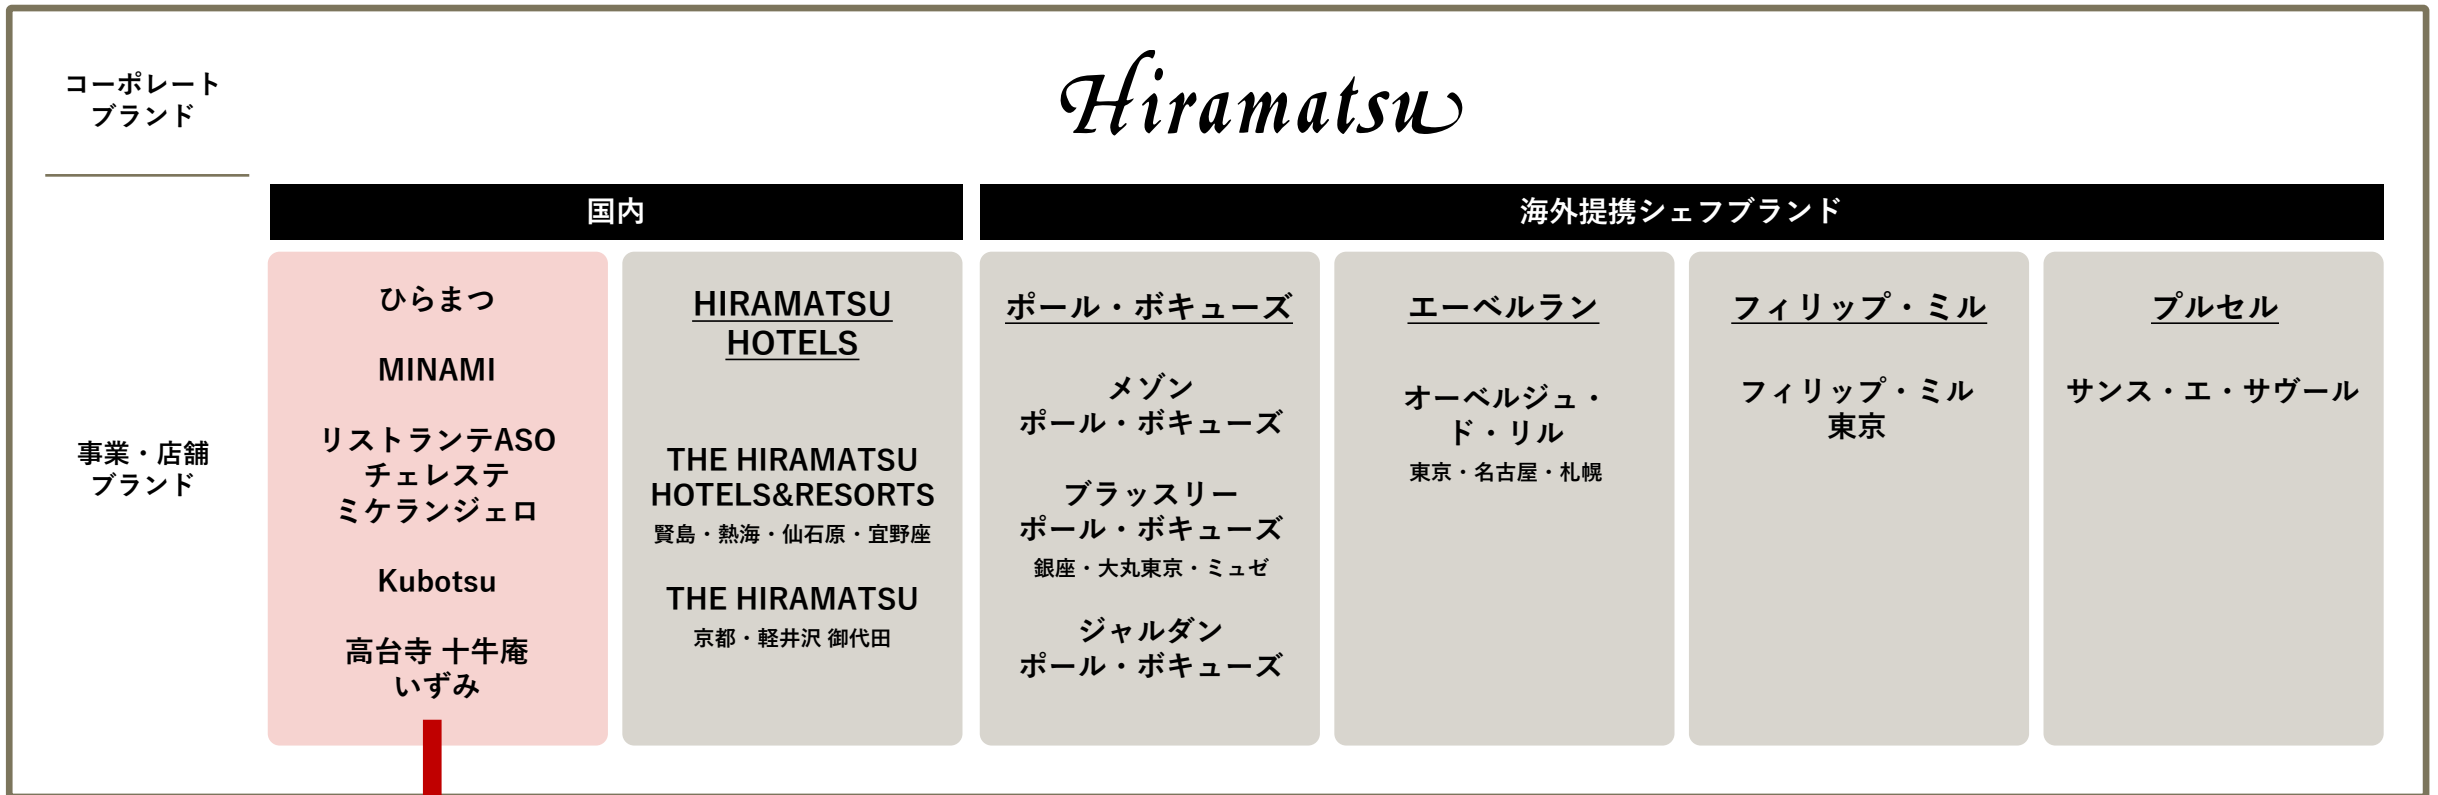 コーポレート
ブランド
Hiramatsu
国内
海外提携シェフブランド
事業・店舗
ブランド
ひらまつ
MINAMI
リストランテASO
チェレステ
ミケランジェロ
Kubotsu
高台寺 十牛庵
いずみ
HIRAMATSU
HOTELS
THE HIRAMATSU
HOTELS&RESORTS
賢島・熱海・仙石原・宜野座
THE HIRAMATSU
京都・軽井沢 御代田
ポール・ボキューズ
メゾン
ポール・ボキューズ
ブラッスリー
ポール・ボキューズ
銀座・大丸東京・ミュゼ
ジャルダン
ポール・ボキューズ
エーベルラン
オーベルジュ・
ド・リル
東京・名古屋・札幌
フィリップ・ミル
フィリップ・ミル
東京
プルセル
サンス・エ・サヴール